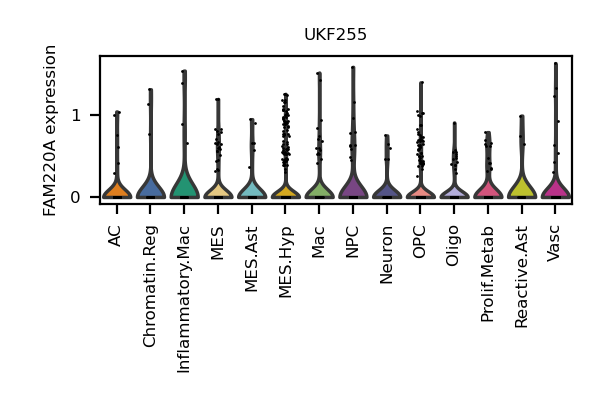 UKF255
FAM220A expression
1
0
AC
Chromatin.Reg
Inflammatory.Mac
MES
MES.Ast
MES.Hyp
Mac
NPC
Neuron
OPC
Oligo
Prolif.Metab
Reactive.Ast
Vasc